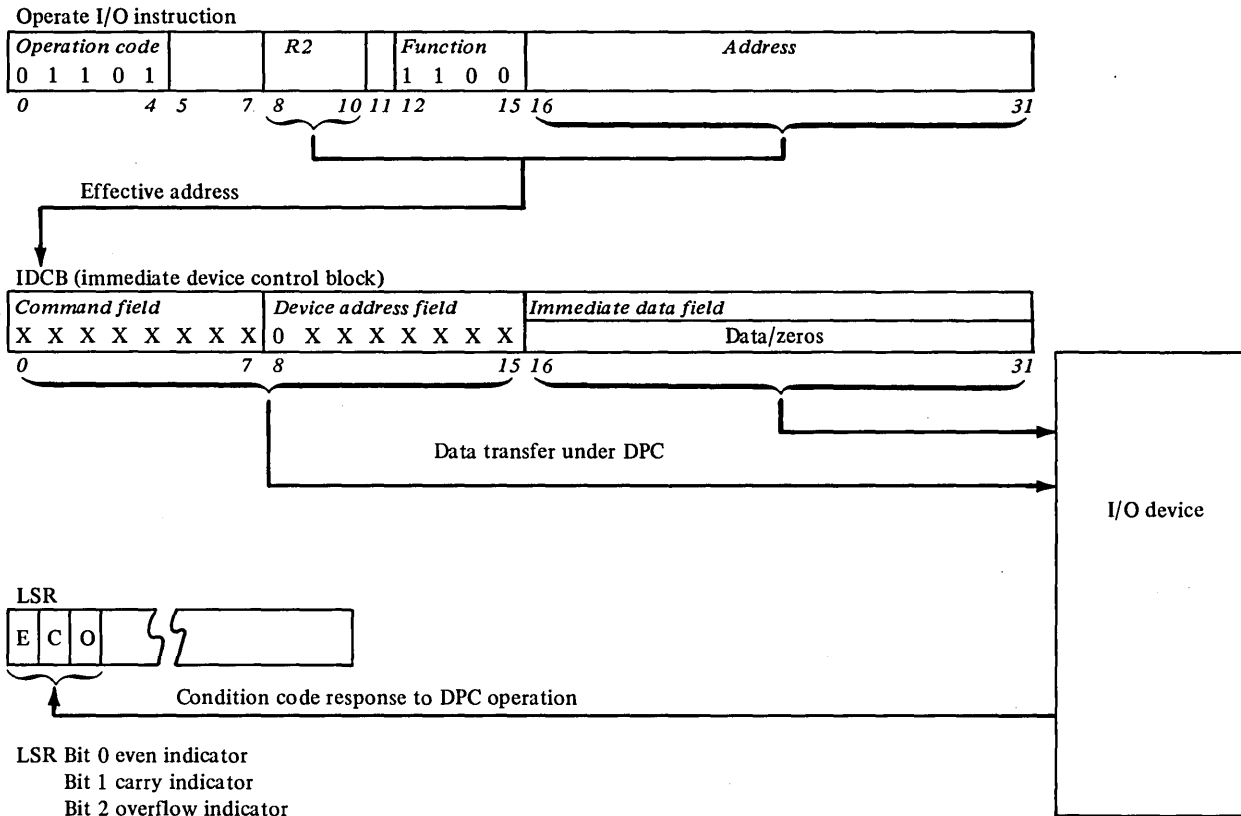 Operate I/O instruction
Operation code R2 Function Address
0 1 1 0 1 1 1 0 0
0 4 5 7 8 10 11 12 15 16 31
Effective address
IDCB (immediate device control block)
Command field Device address field Immediate data field
X X X X X X X X 0 X X X X X X X Data/zeros
0 7 8 15 16 31
Data transfer under DPC
I/O device
LSR
E C O
Condition code response to DPC operation
LSR Bit 0 even indicator
Bit 1 carry indicator
Bit 2 overflow indicator